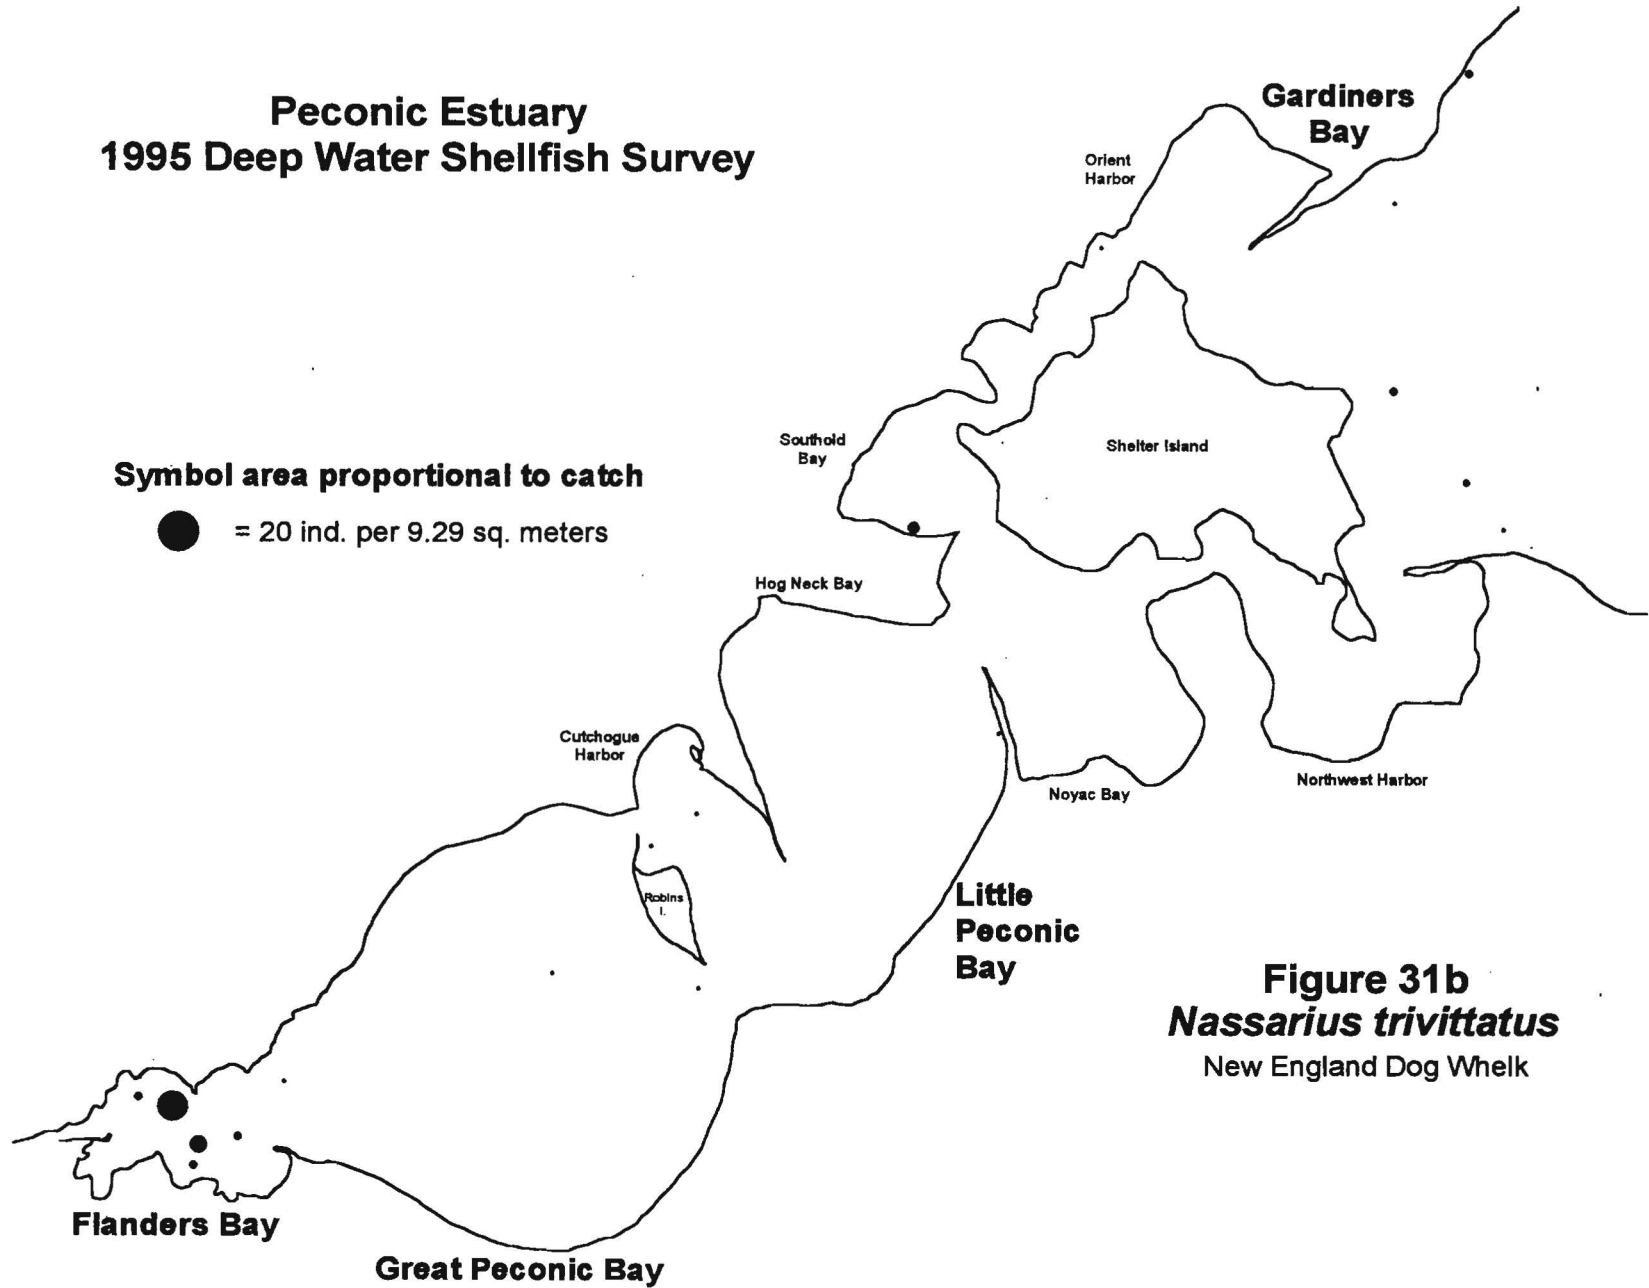 Peconic Estuary
1995 Deep Water Shellfish Survey
Gardiners
Bay
Orient
Harbor
Southold
Bay
Shelter Island
Symbol area proportional to catch
= 20 ind. per 9.29 sq. meters
Hog Neck Bay
Cutchogue
Harbor
Noyac Bay
Northwest Harbor
Robins
I.
Little
Peconic
Bay
Figure 31b
Nassarius trivittatus
New England Dog Whelk
Flanders Bay
Great Peconic Bay